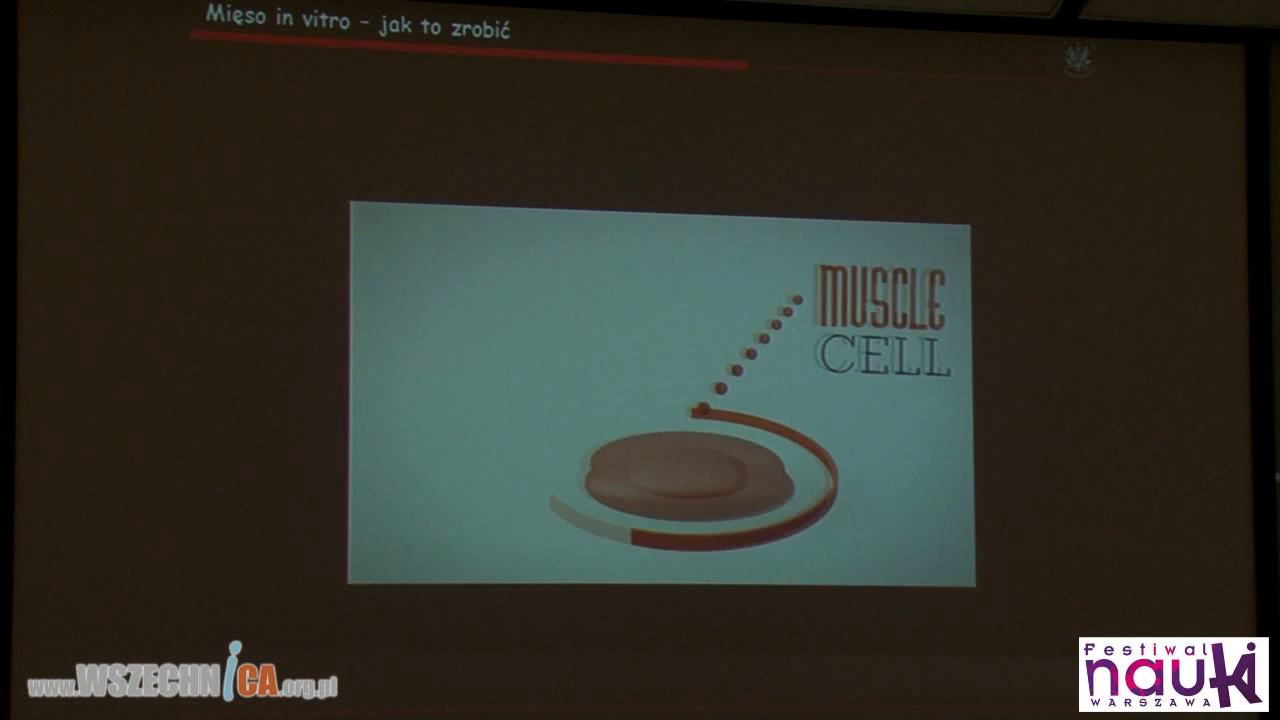 Mięso in vitro – jak to zrobić
MUSCLE
CELL
www.WSZECHNICA.org.pl
Festiwal
nauki
WARSZAWA